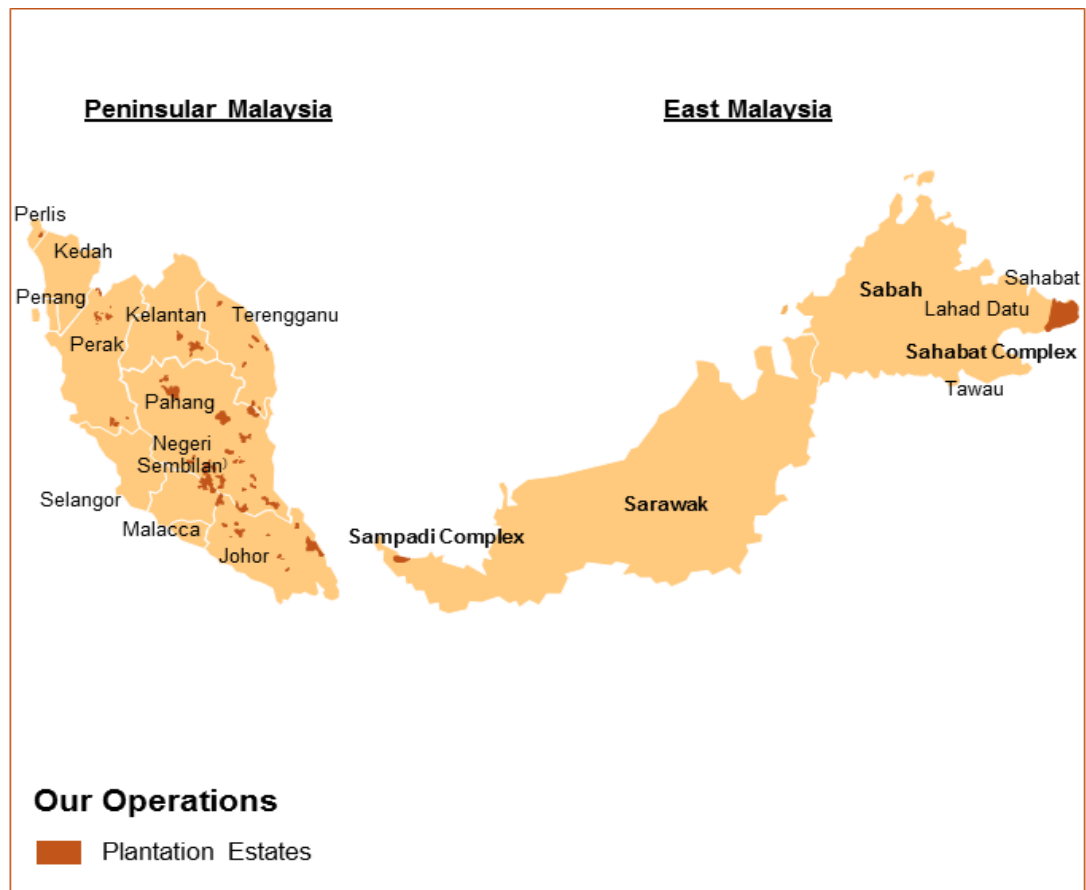 Peninsular Malaysia
East Malaysia
Perlis
Kedah
Penang
Kelantan
Terengganu
Perak
Pahang
Negeri
Sembilan
Selangor
Malacca
Johor
Sabah
Sahabat
Lahad Datu
Sahabat Complex
Tawau
Sarawak
Sampadi Complex
Our Operations
Plantation Estates